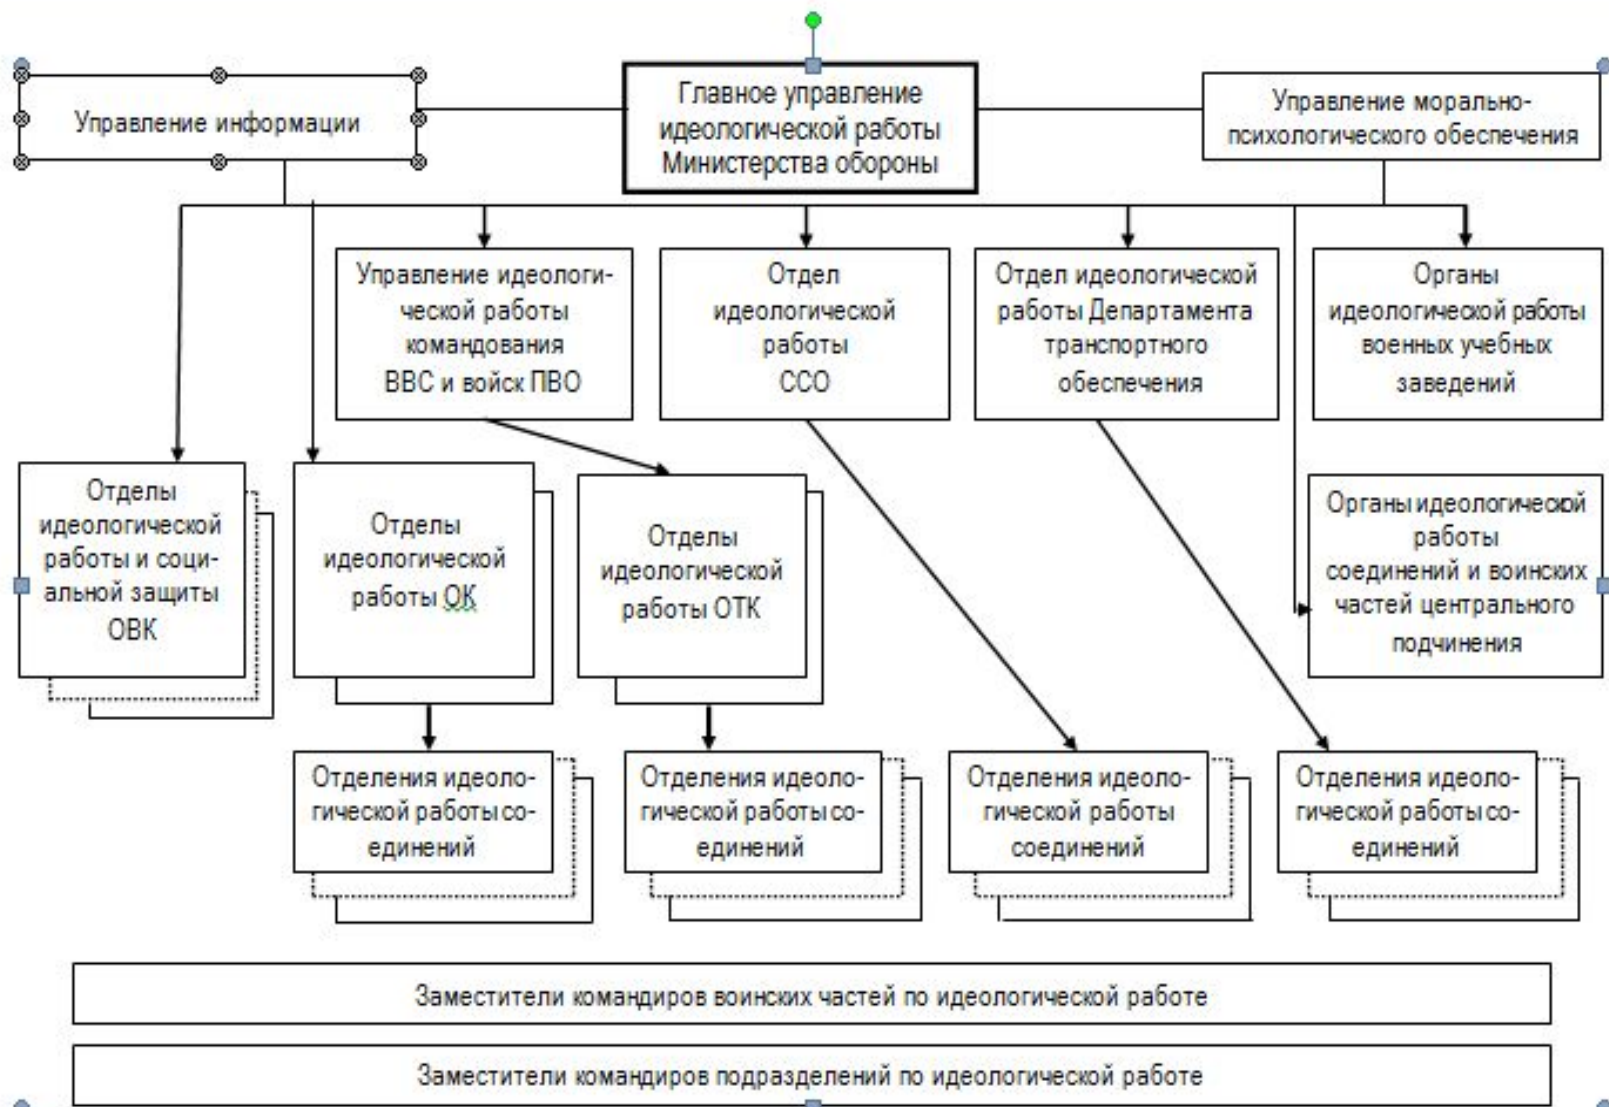 Управление информации
Главное управление
идеологической работы
Министерства обороны
Управление морально-
психологического обеспечения
Управление идеологи-
ческой работы
командования
ВВС и войск ПВО
Отдел
идеологической
работы
ССО
Отдел идеологической
работы Департамента
транспортного
обеспечения
Органы
идеологической работы
военных учебных
заведений
Отделы
идеологической
работы и соци-
альной защиты
ОВК
Отделы
идеологической
работы ОК
Отделы
идеологической
работы ОТК
Органы идеологической
работы
соединений и воинских
частей центрального
подчинения
Отделения идеоло-
гической работы со-
единений
Отделения идеоло-
гической работы со-
единений
Отделения идеоло-
гической работы
соединений
Отделения идеоло-
гической работы со-
единений
Заместители командиров воинских частей по идеологической работе
Заместители командиров подразделений по идеологической работе